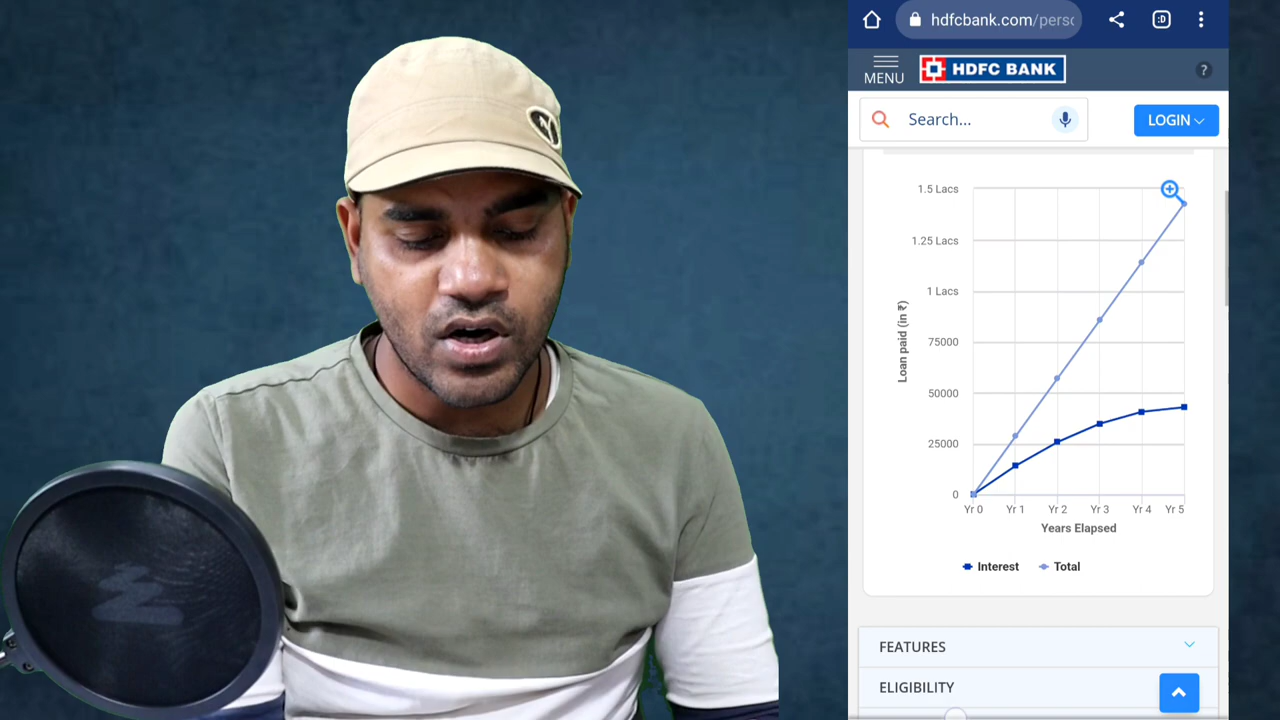 hdfcbank.com/perso
:D
MENU
HDFC BANK
?
Search...
LOGIN
1.5 Lacs
1.25 Lacs
1 Lacs
75000
50000
25000
0
Loan paid (in ₹)
Yr 0 Yr 1 Yr 2 Yr 3 Yr 4 Yr 5
Years Elapsed
Interest Total
FEATURES
ELIGIBILITY